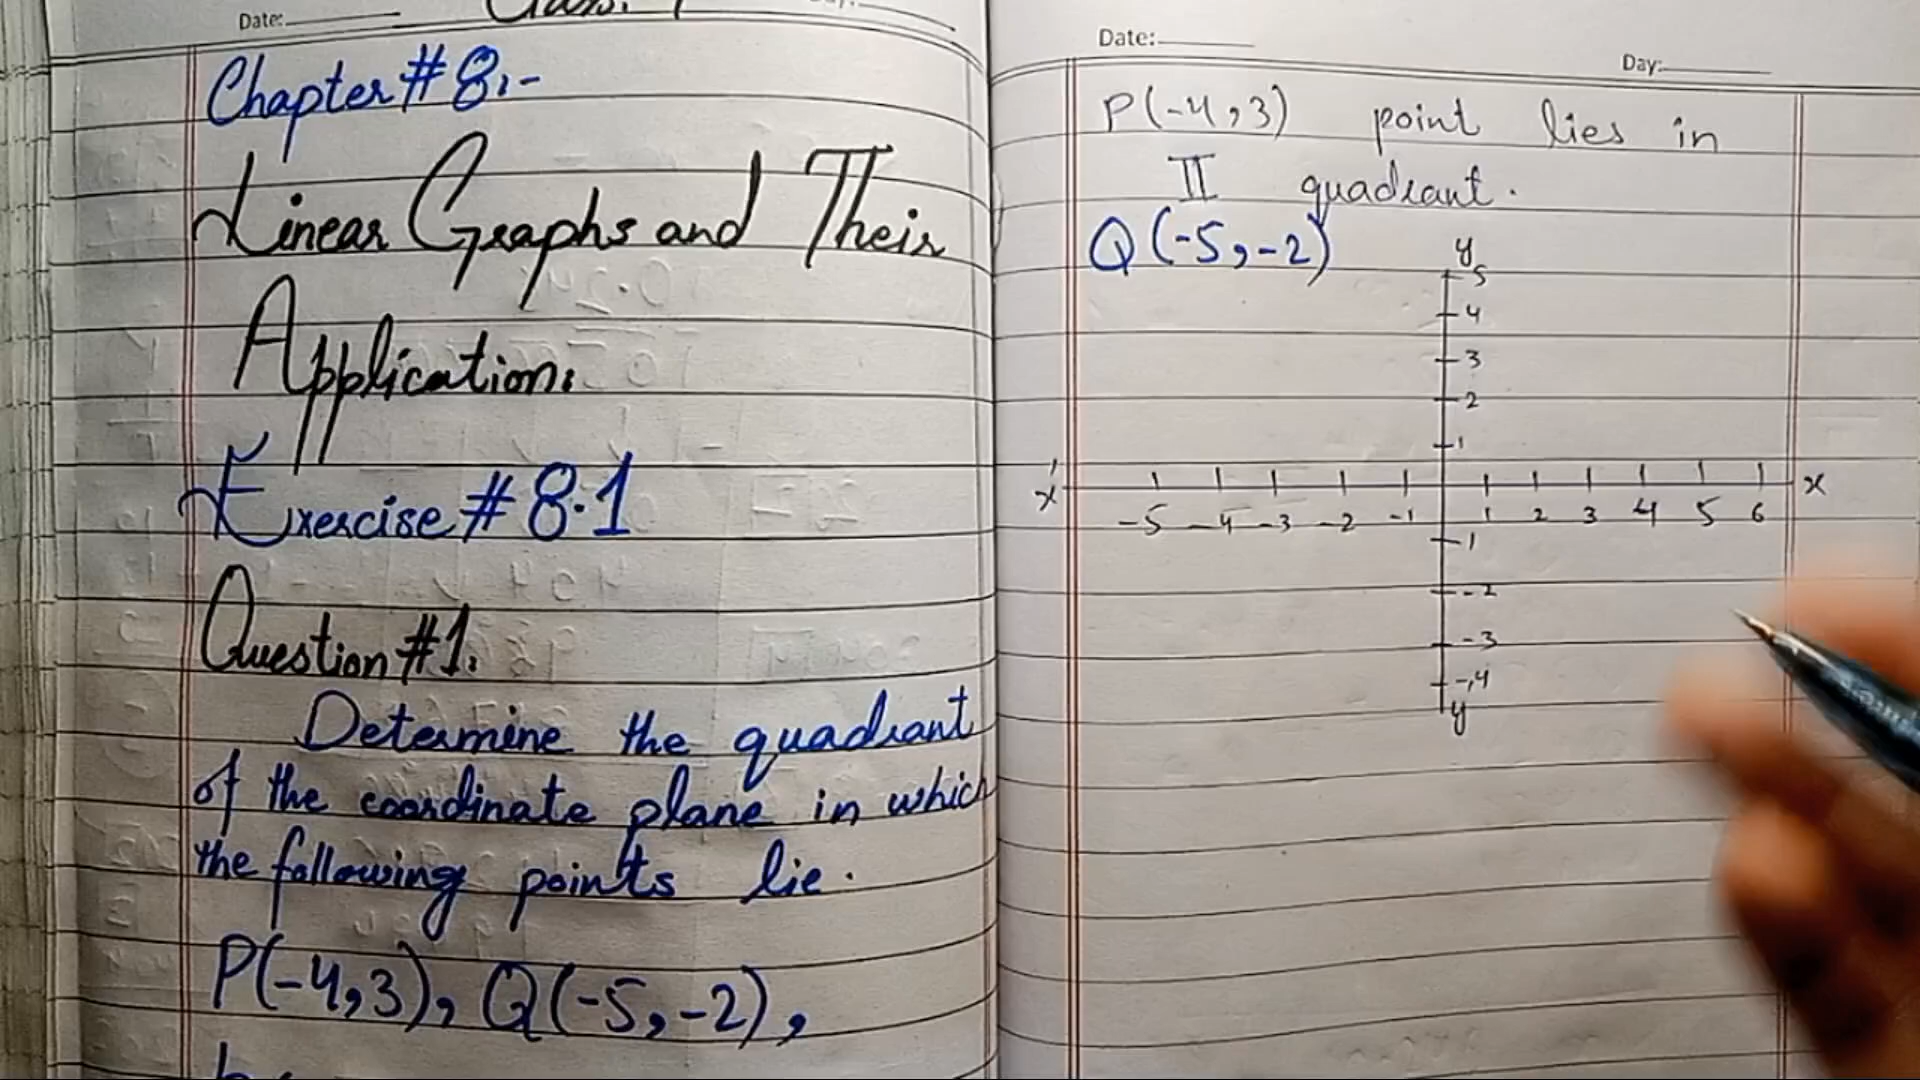 Date:
Chapter # 8:-
Linear Graphs and Their
Application:
Exercise # 8.1
Question #1:
Determine the quadrant
of the coordinate plane in which
the following points lie.
P(-4,3), Q(-5,-2),
Date:
Day:
P(-4,3) point lies in
II quadrant.
Q(-5,-2)
y
5
4
3
2
1
x' x
-5 -4 -3 -2 -1 1 2 3 4 5 6
-1
-2
-3
-4
y'